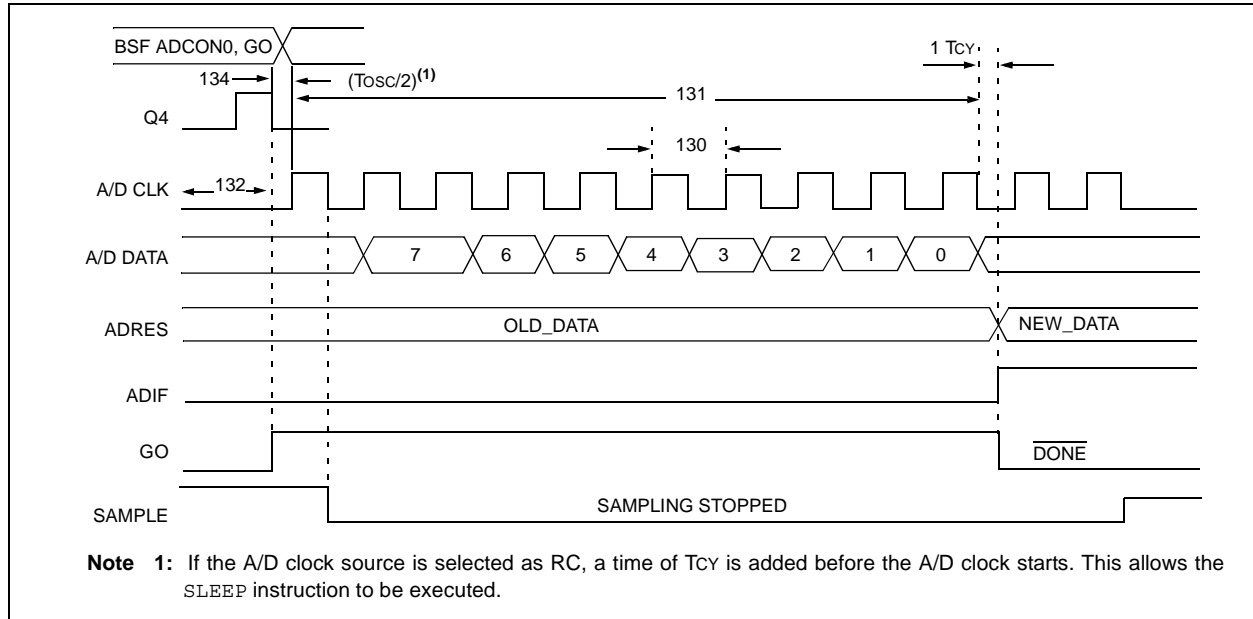 BSF ADCON0, GO
134
(TOSC/2)(1)
1 TCY
131
Q4
130
A/D CLK
132
A/D DATA
7 6 5 4 3 2 1 0
ADRES
OLD_DATA
NEW_DATA
ADIF
GO
DONE
SAMPLE
SAMPLING STOPPED
Note 1: If the A/D clock source is selected as RC, a time of TCY is added before the A/D clock starts. This allows the
SLEEP instruction to be executed.